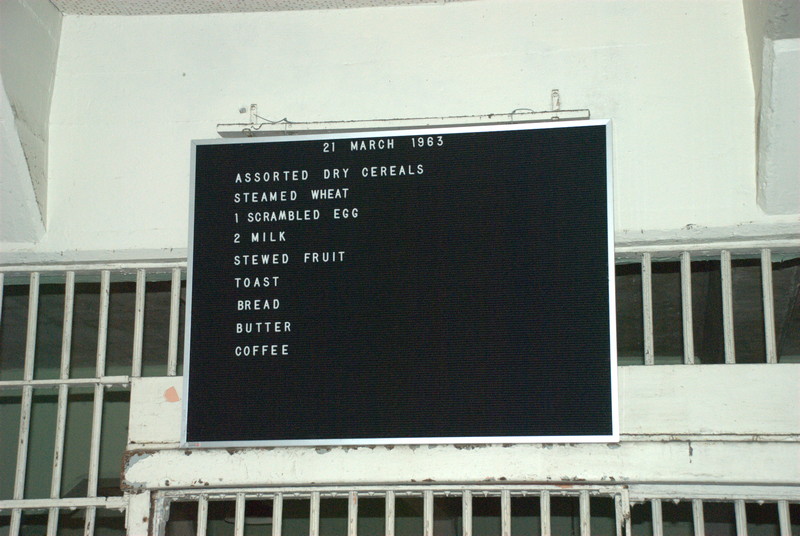 21 MARCH 1963
ASSORTED DRY CEREALS
STEAMED WHEAT
1 SCRAMBLED EGG
2 MILK
STEWED FRUIT
TOAST
BREAD
BUTTER
COFFEE